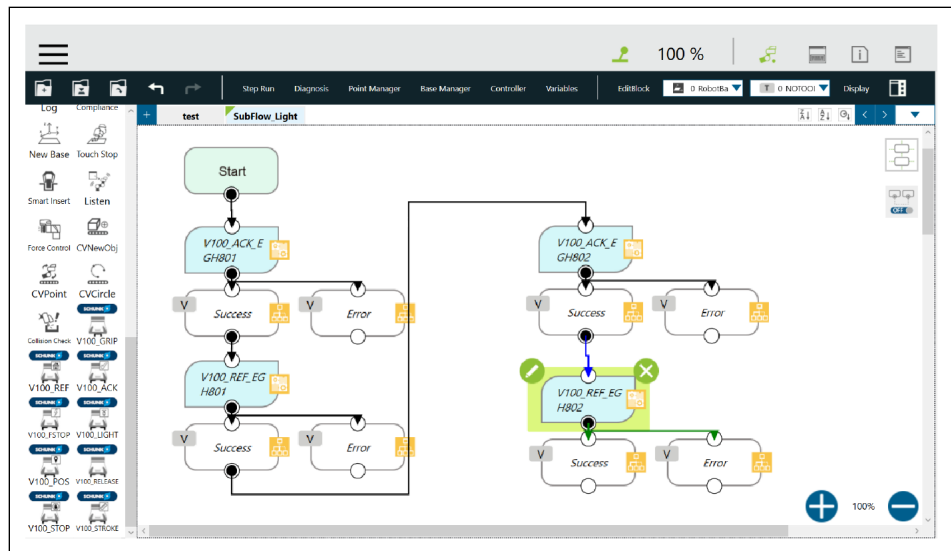 100 %
Step Run Diagnosis Point Manager Base Manager Controller Variables EditBlock 0 RobotBa T 0 NOTOOl Display
Log Compliance
+ test SubFlow_Light
New Base Touch Stop
Smart Insert Listen
Force Control CVNewObj
CVPoint CVCircle
SCHUNK
Collision Check V100_GRIP
SCHUNK SCHUNK
V100_REF V100_ACK
SCHUNK SCHUNK
V100_FSTOP V100_LIGHT
SCHUNK SCHUNK
V100_POS V100_RELEASE
SCHUNK SCHUNK
V100_STOP V100_STROKE
Start
V100_ACK_E
GH801
V Success
V Error
V100_REF_EG
H801
V Success
V Error
V100_ACK_E
GH802
V Success
V Error
V100_REF_EG
H802
V Success
V Error
OFF
100%